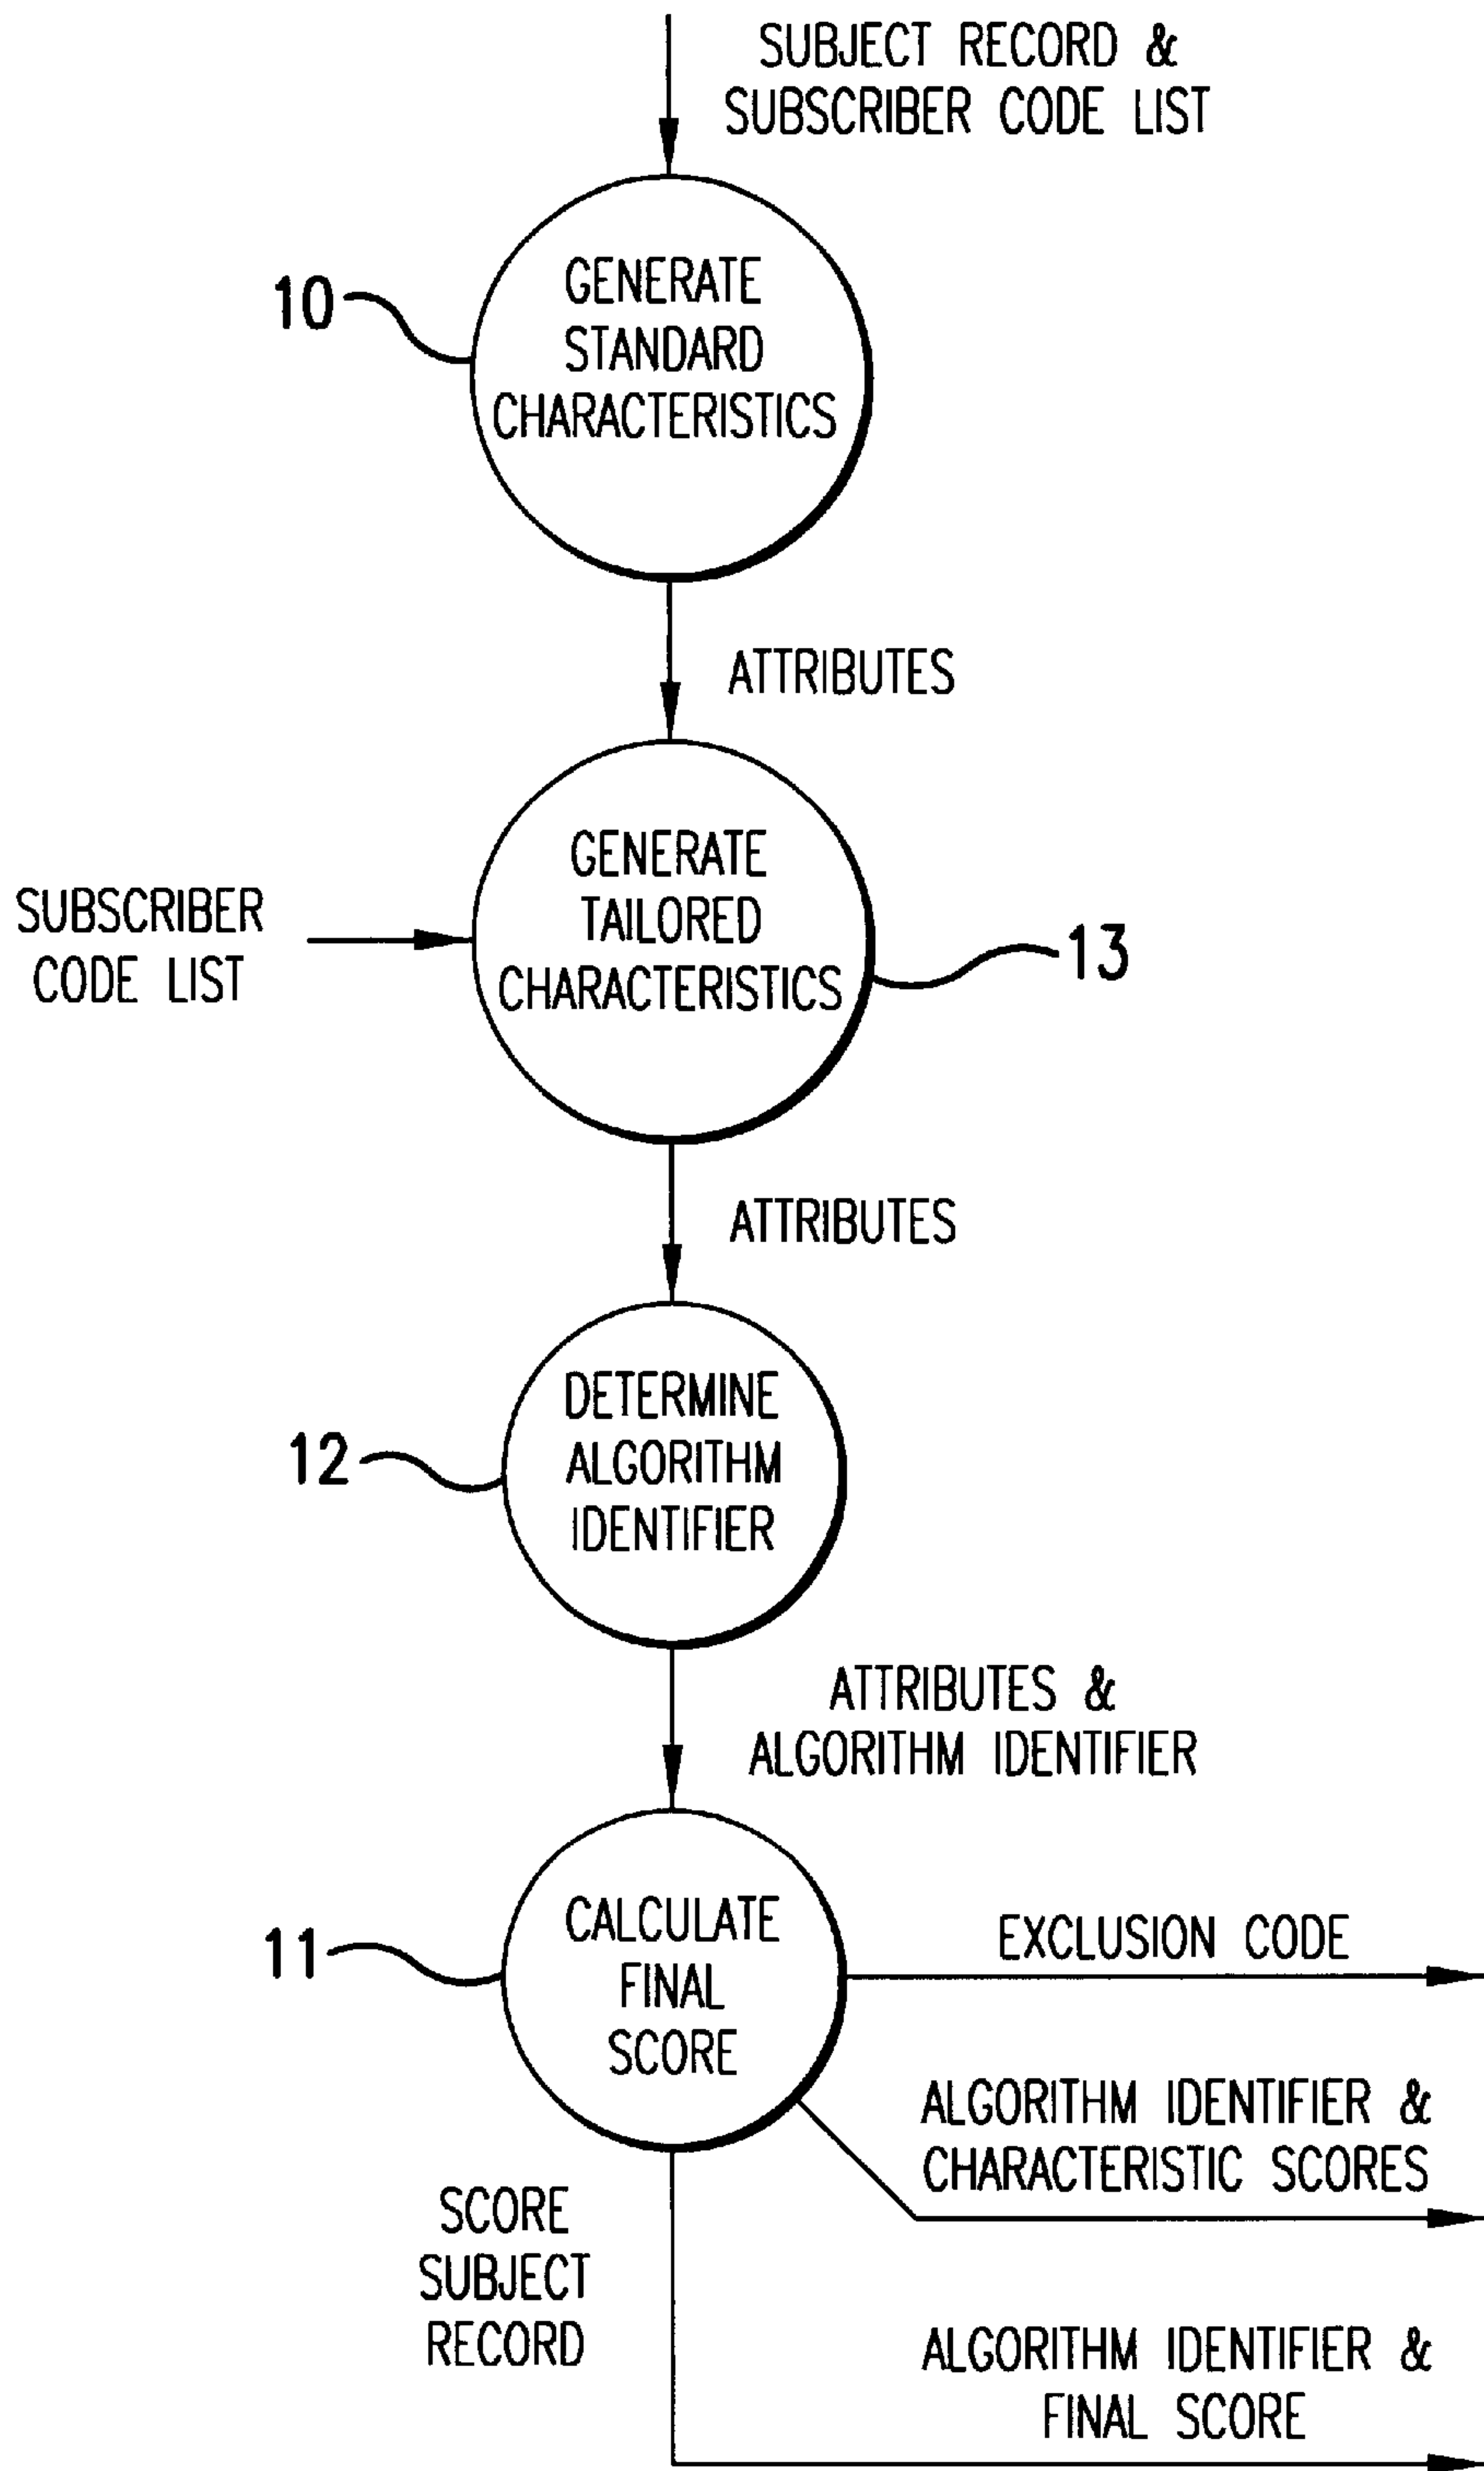 SUBJECT RECORD &
SUBSCRIBER CODE LIST
10
GENERATE
STANDARD
CHARACTERISTICS
ATTRIBUTES
SUBSCRIBER
CODE LIST
GENERATE
TAILORED
CHARACTERISTICS
13
ATTRIBUTES
12
DETERMINE
ALGORITHM
IDENTIFIER
ATTRIBUTES &
ALGORITHM IDENTIFIER
11
CALCULATE
FINAL
SCORE
EXCLUSION CODE
ALGORITHM IDENTIFIER &
CHARACTERISTIC SCORES
SCORE
SUBJECT
RECORD
ALGORITHM IDENTIFIER &
FINAL SCORE